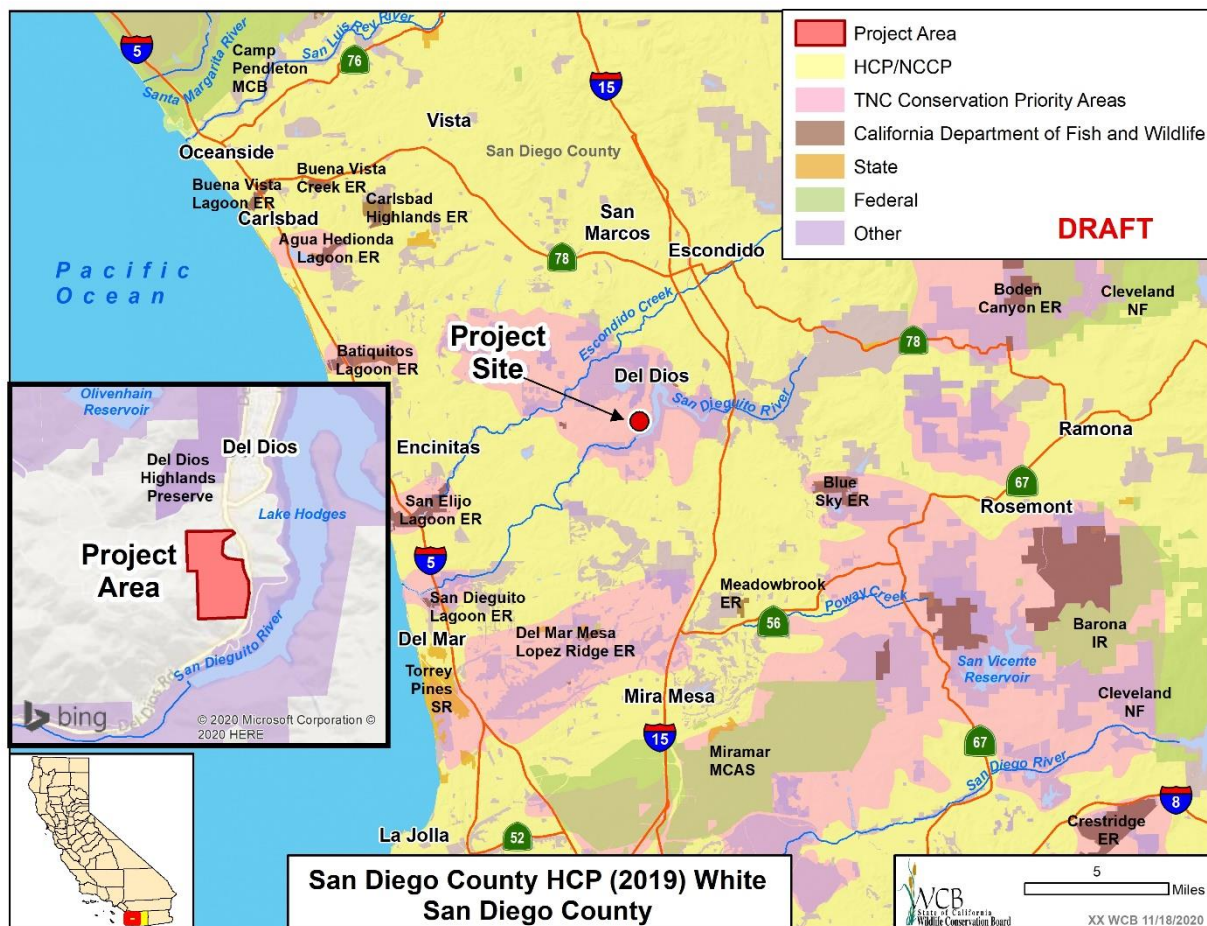 Project Area
HCP/NCCP
TNC Conservation Priority Areas
California Department of Fish and Wildlife
State
Federal
Other
DRAFT
5
Santa Margarita River
Camp
Pendleton
MCB
San Luis Rey River
76
15
Vista
San Diego County
Oceanside
Buena Vista
Lagoon ER
Buena Vista
Creek ER
Carlsbad
Carlsbad
Highlands ER
Agua Hedionda
Lagoon ER
San
Marcos
Escondido
78
Pacific
Ocean
Escondido Creek
Boden
Canyon ER
Cleveland
NF
78
Batiquitos
Lagoon ER
Project
Site
Del Dios
San Dieguito River
Encinitas
Ramona
67
Rosemont
Blue
Sky ER
San Elijo
Lagoon ER
5
San Dieguito
Lagoon ER
Meadowbrook
ER
Poway Creek
56
Del Mar
Del Mar Mesa
Lopez Ridge ER
Barona
IR
San Vicente
Reservoir
Torrey
Pines
SR
Mira Mesa
Cleveland
NF
15
Miramar
MCAS
67
San Diego River
8
La Jolla
52
Crestridge
ER
Olivenhain
Reservoir
Del Dios
Del Dios
Highlands
Preserve
Lake Hodges
Project
Area
San Dieguito River
Del Dios
bing
© 2020 Microsoft Corporation ©
2020 HERE
San Diego County HCP (2019) White
San Diego County
WCB
State of California
Wildlife Conservation Board
5
Miles
XX WCB 11/18/2020